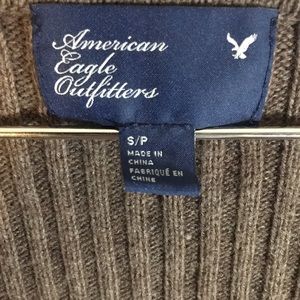 American
Eagle
Outfitters
S/P
MADE IN
CHINA
FABRIQUÉ EN
CHINE